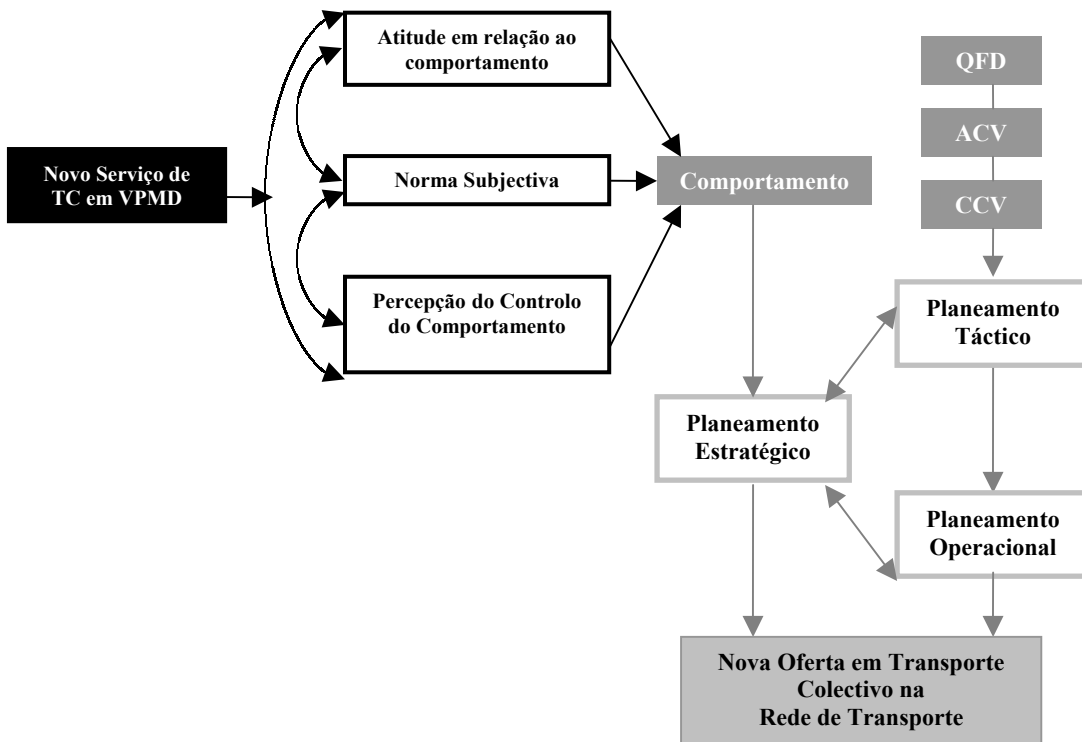 Atitude em relação ao
comportamento
QFD
ACV
Novo Serviço de
TC em VPMD
Norma Subjectiva
Comportamento
CCV
Percepção do Controlo
do Comportamento
Planeamento
Táctico
Planeamento
Estratégico
Planeamento
Operacional
Nova Oferta em Transporte
Colectivo na
Rede de Transporte